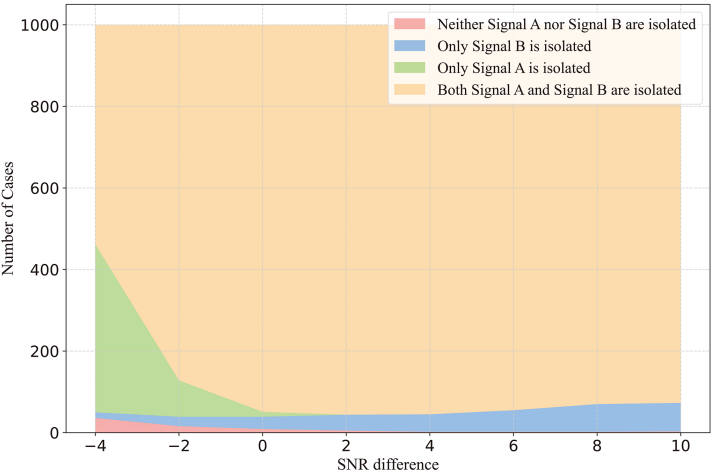 Neither Signal A nor Signal B are isolated
Only Signal B is isolated
Only Signal A is isolated
Both Signal A and Signal B are isolated
1000
800
600
400
200
0
Number of Cases
−4 −2 0 2 4 6 8 10
SNR difference